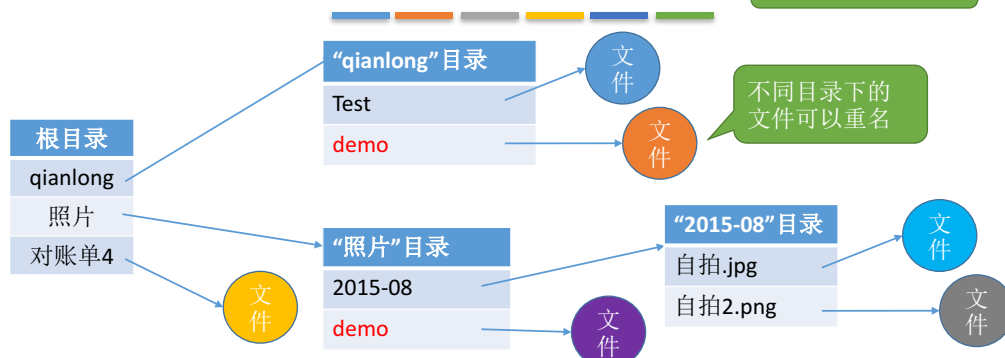 “qianlong”目录
Test
demo
文
件
文
件
不同目录下的
文件可以重名
根目录
qianlong
照片
对账单4
文
件
“照片”目录
2015-08
demo
文
件
“2015-08”目录
自拍.jpg
自拍2.png
文
件
文
件